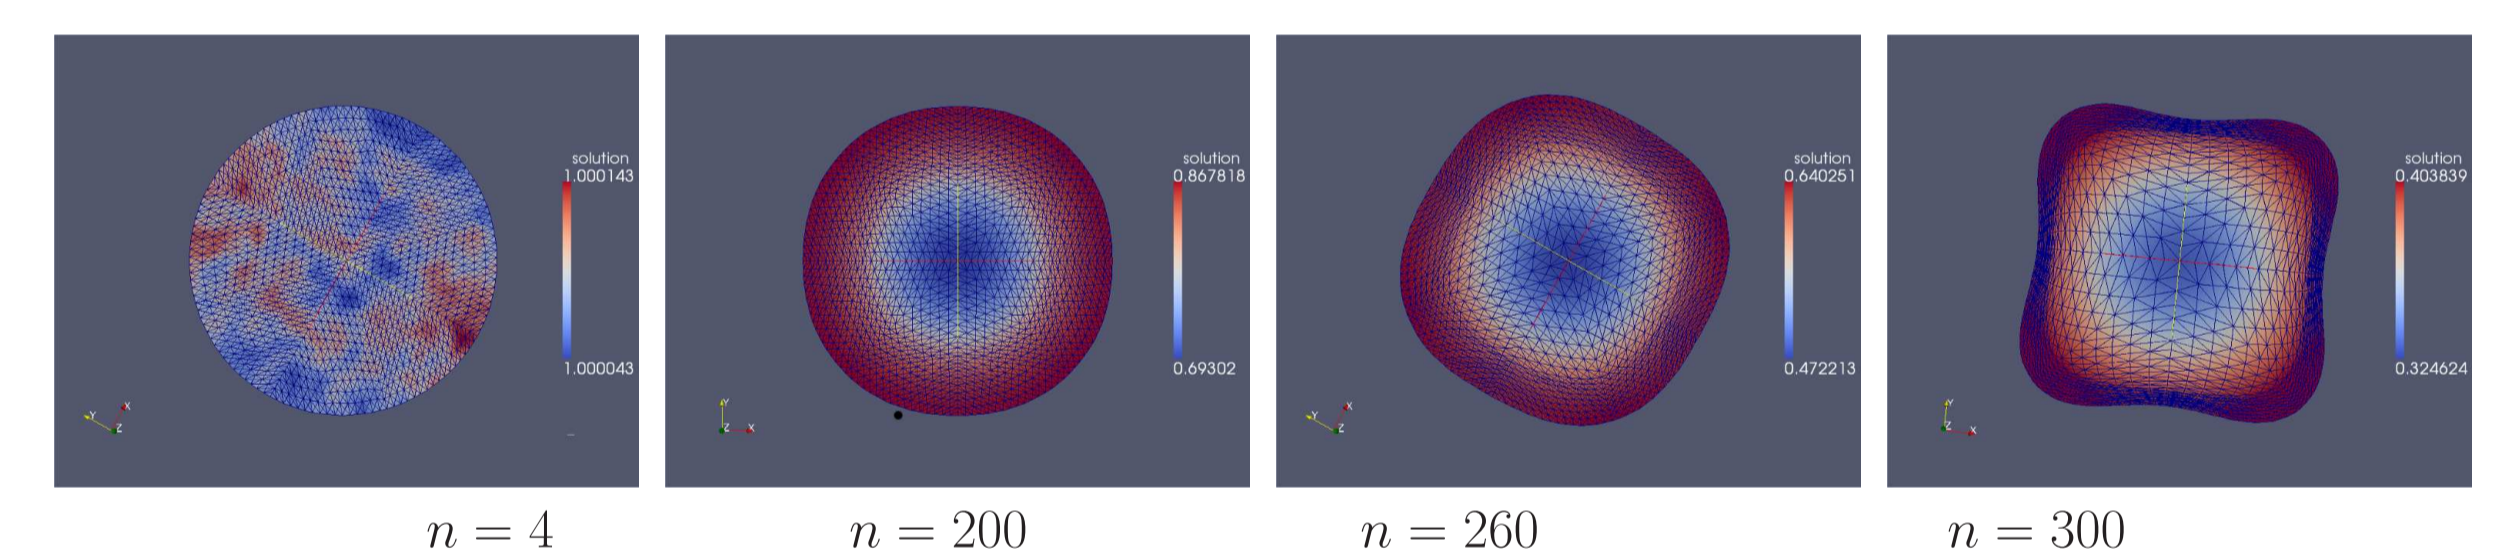 solution
1.000143
1.000043
Y X Z
solution
0.867818
0.69302
Y Z X
solution
0.640251
0.472213
Y X Z
solution
0.403839
0.324624
Y Z X
n = 4
n = 200
n = 260
n = 300